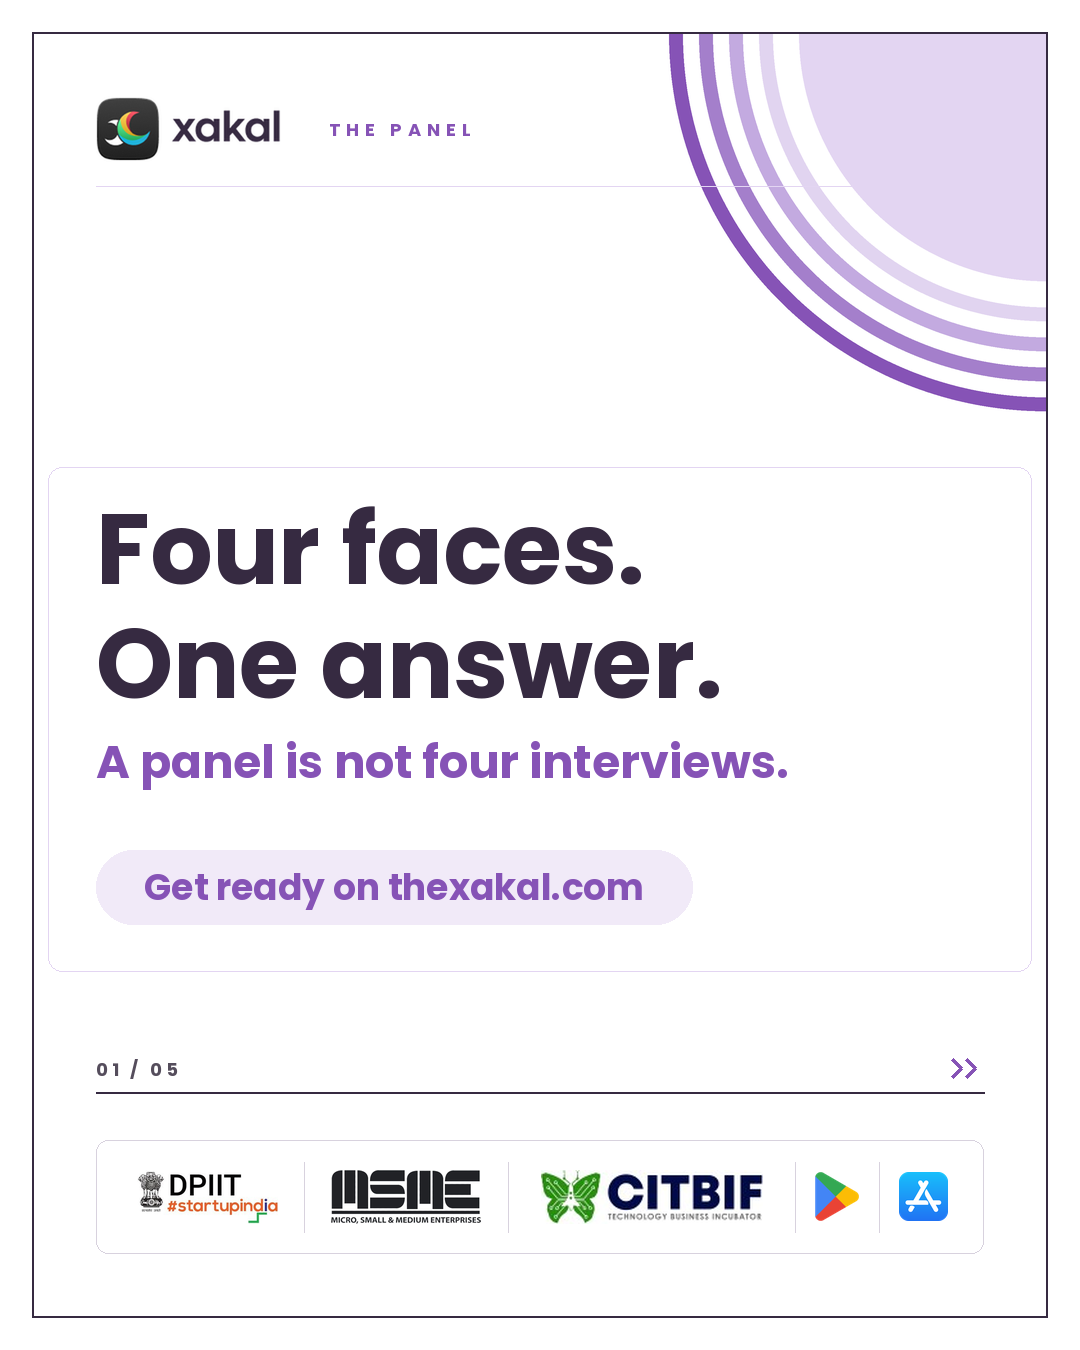 xakal
THE PANEL
Four faces.
One answer.
A panel is not four interviews.
Get ready on thexakal.com
01 / 05
DPIIT
#startupindia
MSME
MICRO, SMALL & MEDIUM ENTERPRISES
CITBIF
TECHNOLOGY BUSINESS INCUBATOR